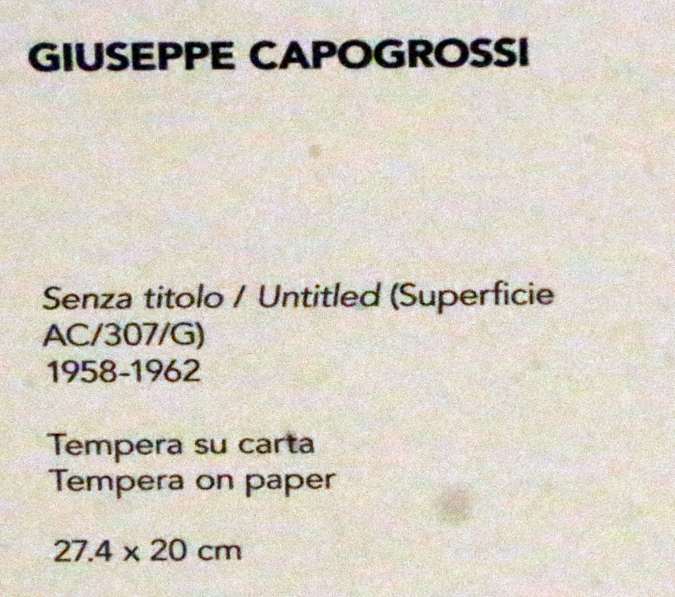 GIUSEPPE CAPOGROSSI
Senza titolo / Untitled (Superficie
AC/307/G)
1958-1962
Tempera su carta
Tempera on paper
27.4 x 20 cm